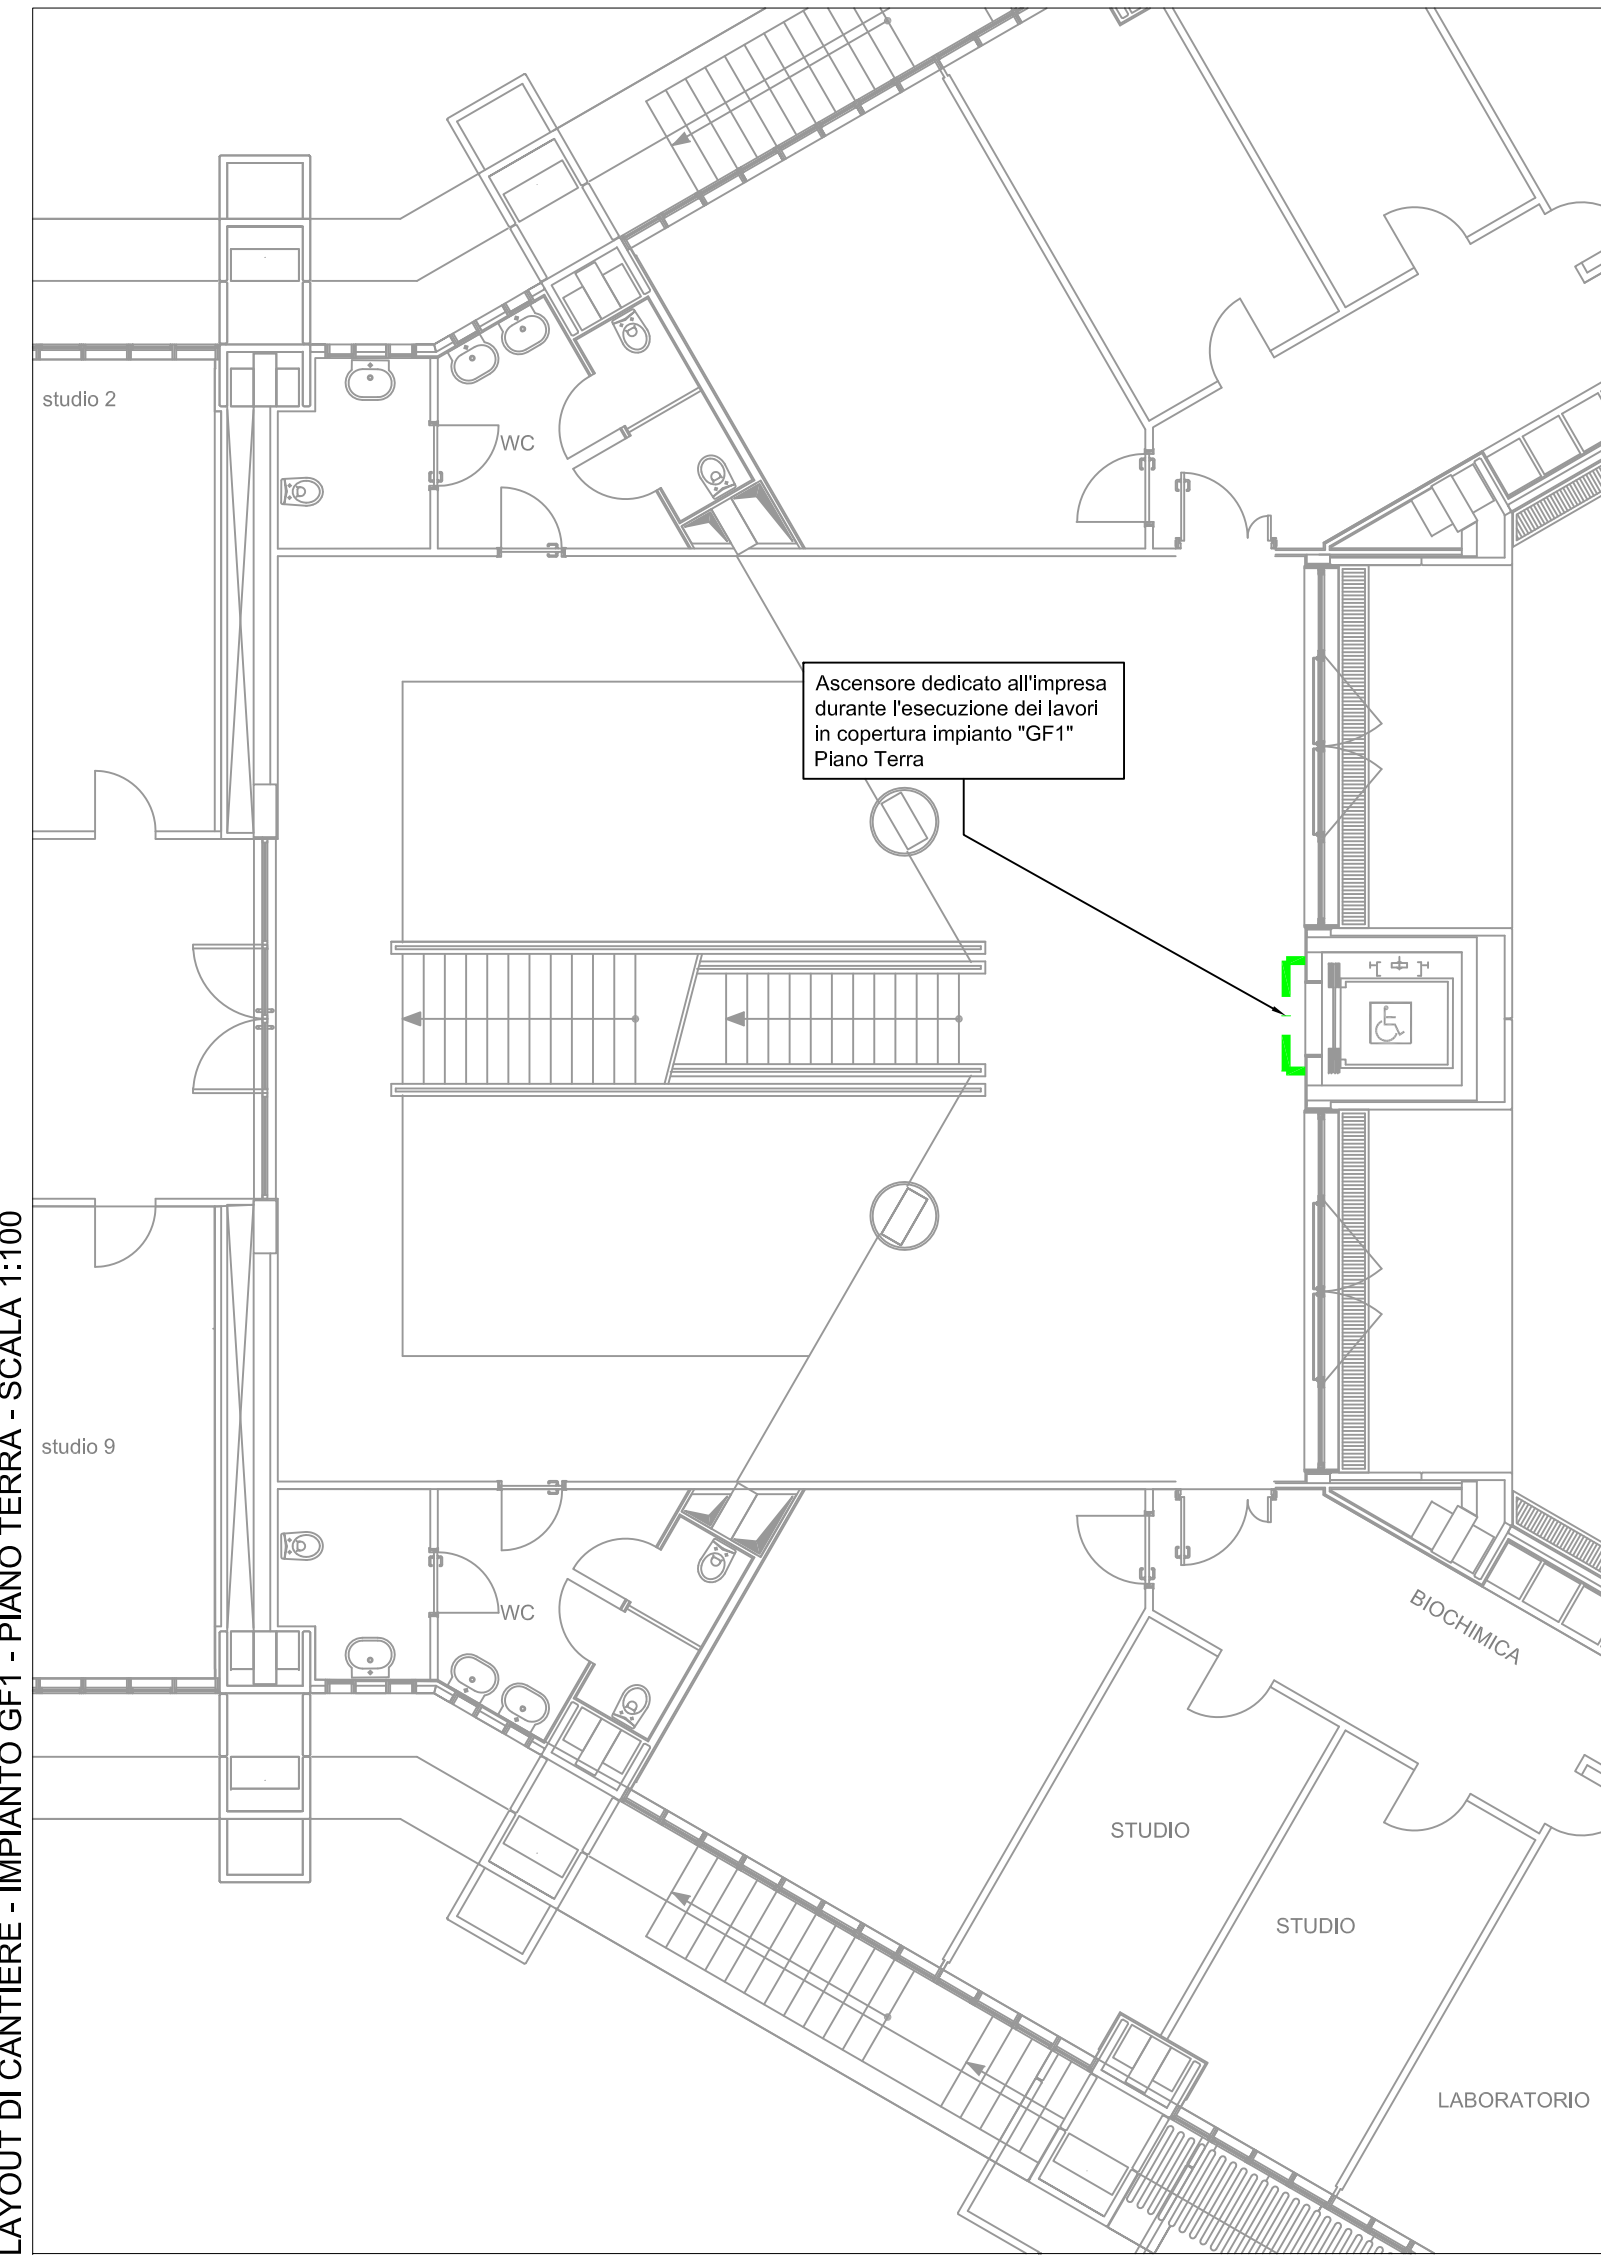 LAYOUT DI CANTIERE - IMPIANTO GF1 - PIANO TERRA - SCALA 1:100
studio 2
WC
Ascensore dedicato all'impresa
durante l'esecuzione dei lavori
in copertura impianto "GF1"
Piano Terra
studio 9
WC
BIOCHIMICA
STUDIO
STUDIO
LABORATORIO